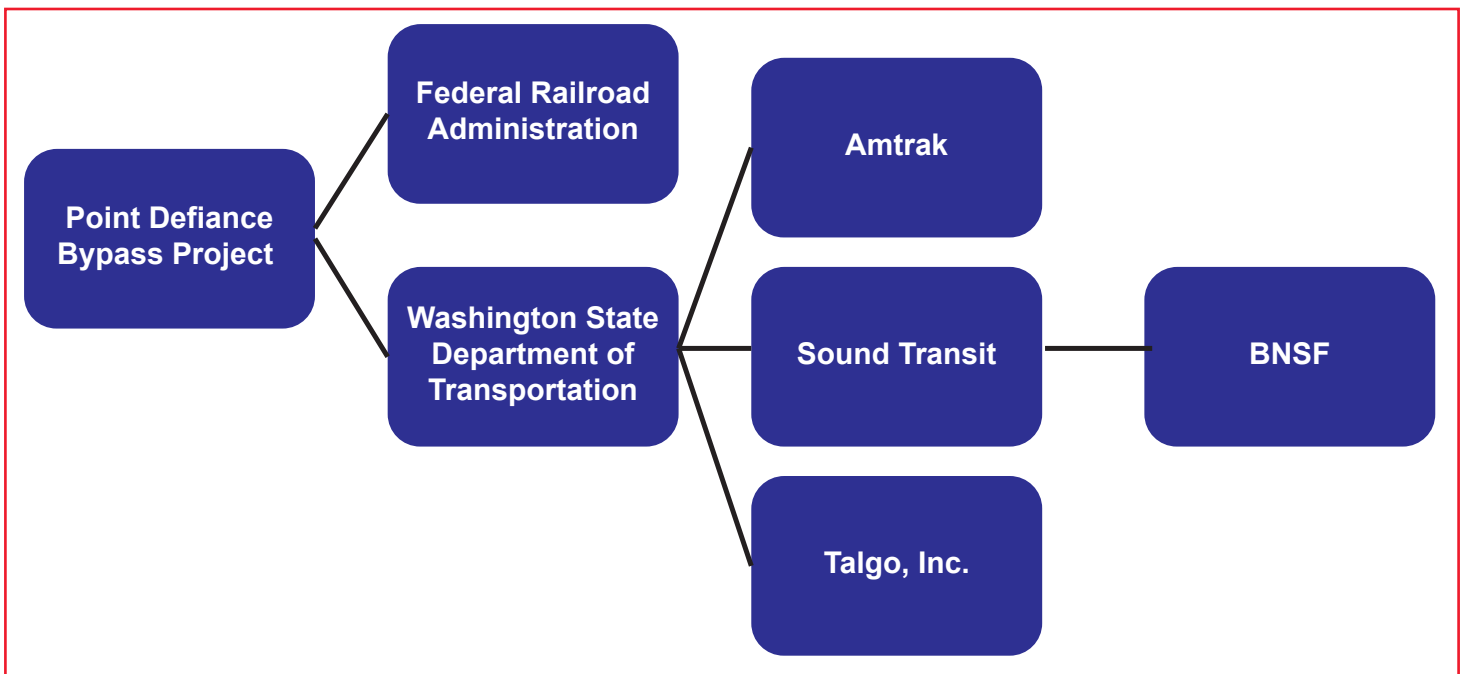 Point Defiance
Bypass Project
Federal Railroad
Administration
Washington State
Department of
Transportation
Amtrak
Sound Transit
Talgo, Inc.
BNSF